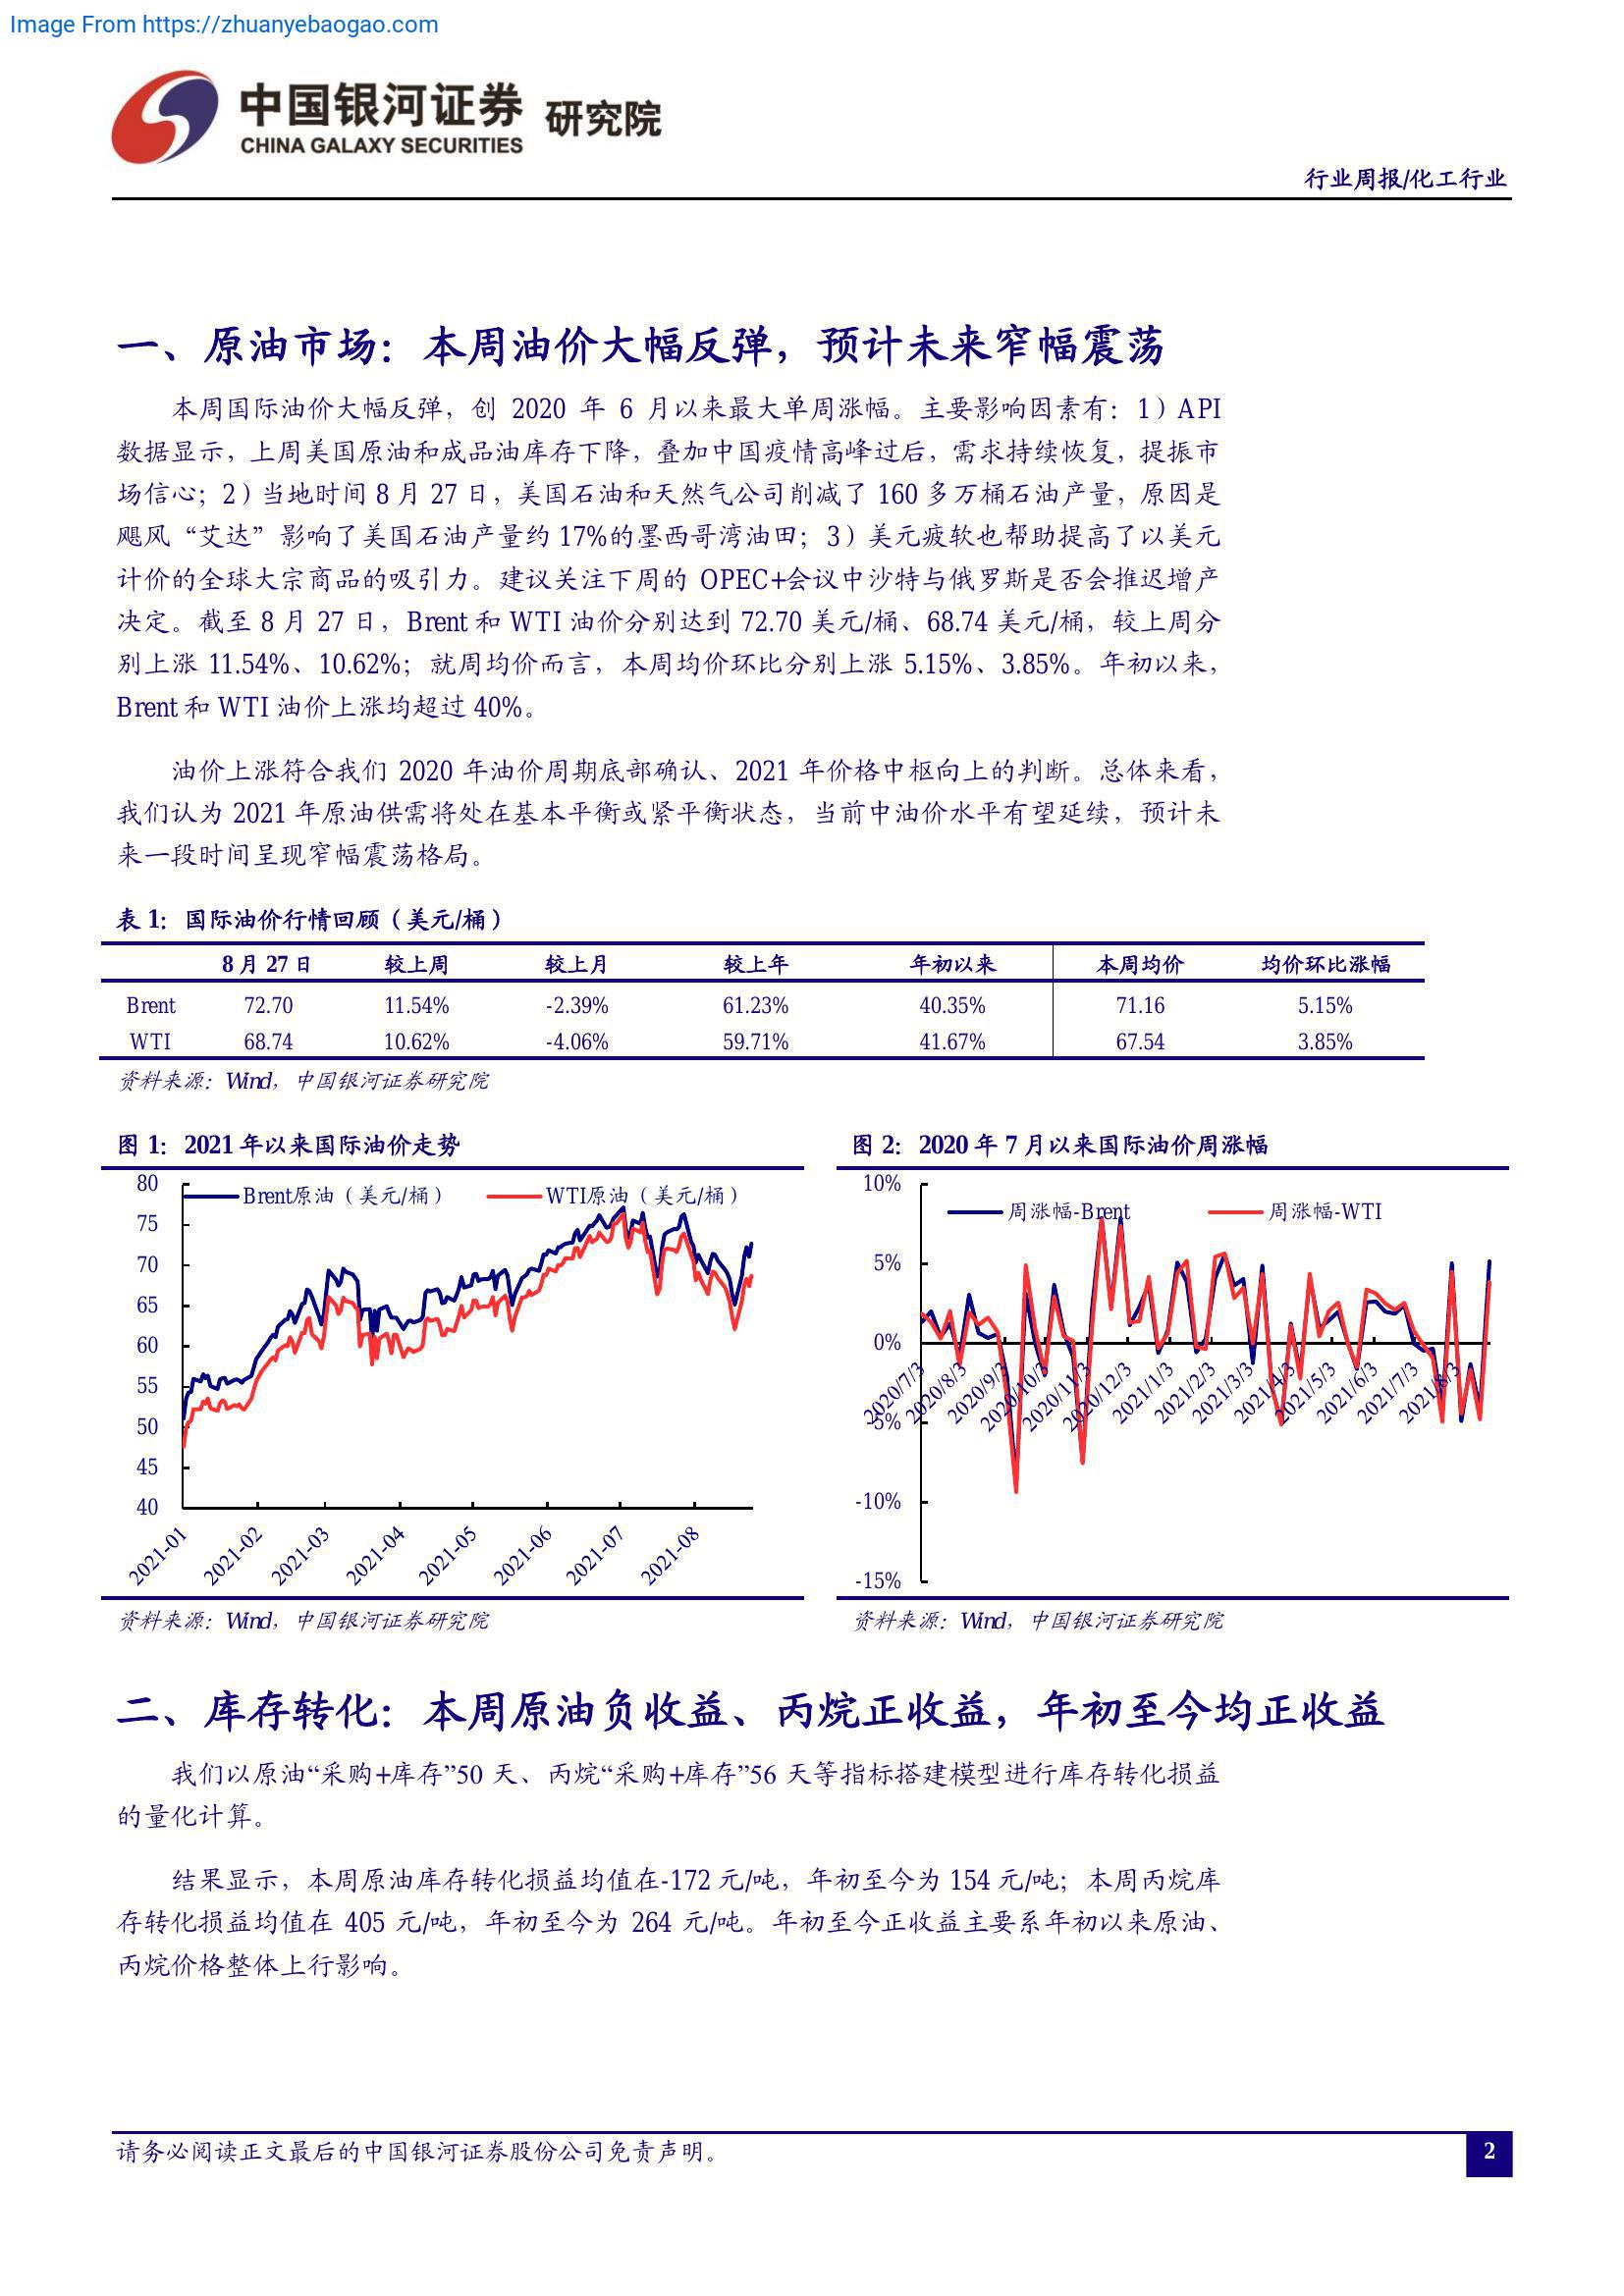 Image From https://zhuanyebaogao.com
中国银河证券 研究院
CHINA GALAXY SECURITIES
行业周报/化工行业
一、原油市场：本周油价大幅反弹，预计未来窄幅震荡
本周国际油价大幅反弹，创 2020 年 6 月以来最大单周涨幅。主要影响因素有：1）API
数据显示，上周美国原油和成品油库存下降，叠加中国疫情高峰过后，需求持续恢复，提振市
场信心；2）当地时间 8 月 27 日，美国石油和天然气公司削减了 160 多万桶石油产量，原因是
飓风“艾达”影响了美国石油产量约 17%的墨西哥湾油田；3）美元疲软也帮助提高了以美元
计价的全球大宗商品的吸引力。建议关注下周的 OPEC+会议中沙特与俄罗斯是否会推迟增产
决定。截至 8 月 27 日，Brent 和 WTI 油价分别达到 72.70 美元/桶、68.74 美元/桶，较上周分
别上涨 11.54%、10.62%；就周均价而言，本周均价环比分别上涨 5.15%、3.85%。年初以来，
Brent 和 WTI 油价上涨均超过 40%。
油价上涨符合我们 2020 年油价周期底部确认、2021 年价格中枢向上的判断。总体来看，
我们认为 2021 年原油供需将处在基本平衡或紧平衡状态，当前中油价水平有望延续，预计未
来一段时间呈现窄幅震荡格局。
表 1：国际油价行情回顾（美元/桶）
8 月 27 日 较上周 较上月 较上年 年初以来 本周均价 均价环比涨幅
Brent 72.70 11.54% -2.39% 61.23% 40.35% 71.16 5.15%
WTI 68.74 10.62% -4.06% 59.71% 41.67% 67.54 3.85%
资料来源：Wind，中国银河证券研究院
图 1：2021 年以来国际油价走势
Brent原油（美元/桶） WTI原油（美元/桶）
80
75
70
65
60
55
50
45
40
2021-01 2021-02 2021-03 2021-04 2021-05 2021-06 2021-07 2021-08
资料来源：Wind，中国银河证券研究院
图 2：2020 年 7 月以来国际油价周涨幅
周涨幅-Brent 周涨幅-WTI
10%
5%
0%
-5%
-10%
-15%
2020/7/3 2020/8/3 2020/9/3 2020/10/3 2020/11/3 2020/12/3 2021/1/3 2021/2/3 2021/3/3 2021/4/3 2021/5/3 2021/6/3 2021/7/3 2021/8/3
资料来源：Wind，中国银河证券研究院
二、库存转化：本周原油负收益、丙烷正收益，年初至今均正收益
我们以原油“采购+库存”50 天、丙烷“采购+库存”56 天等指标搭建模型进行库存转化损益
的量化计算。
结果显示，本周原油库存转化损益均值在-172 元/吨，年初至今为 154 元/吨；本周丙烷库
存转化损益均值在 405 元/吨，年初至今为 264 元/吨。年初至今正收益主要系年初以来原油、
丙烷价格整体上行影响。
请务必阅读正文最后的中国银河证券股份公司免责声明。
2